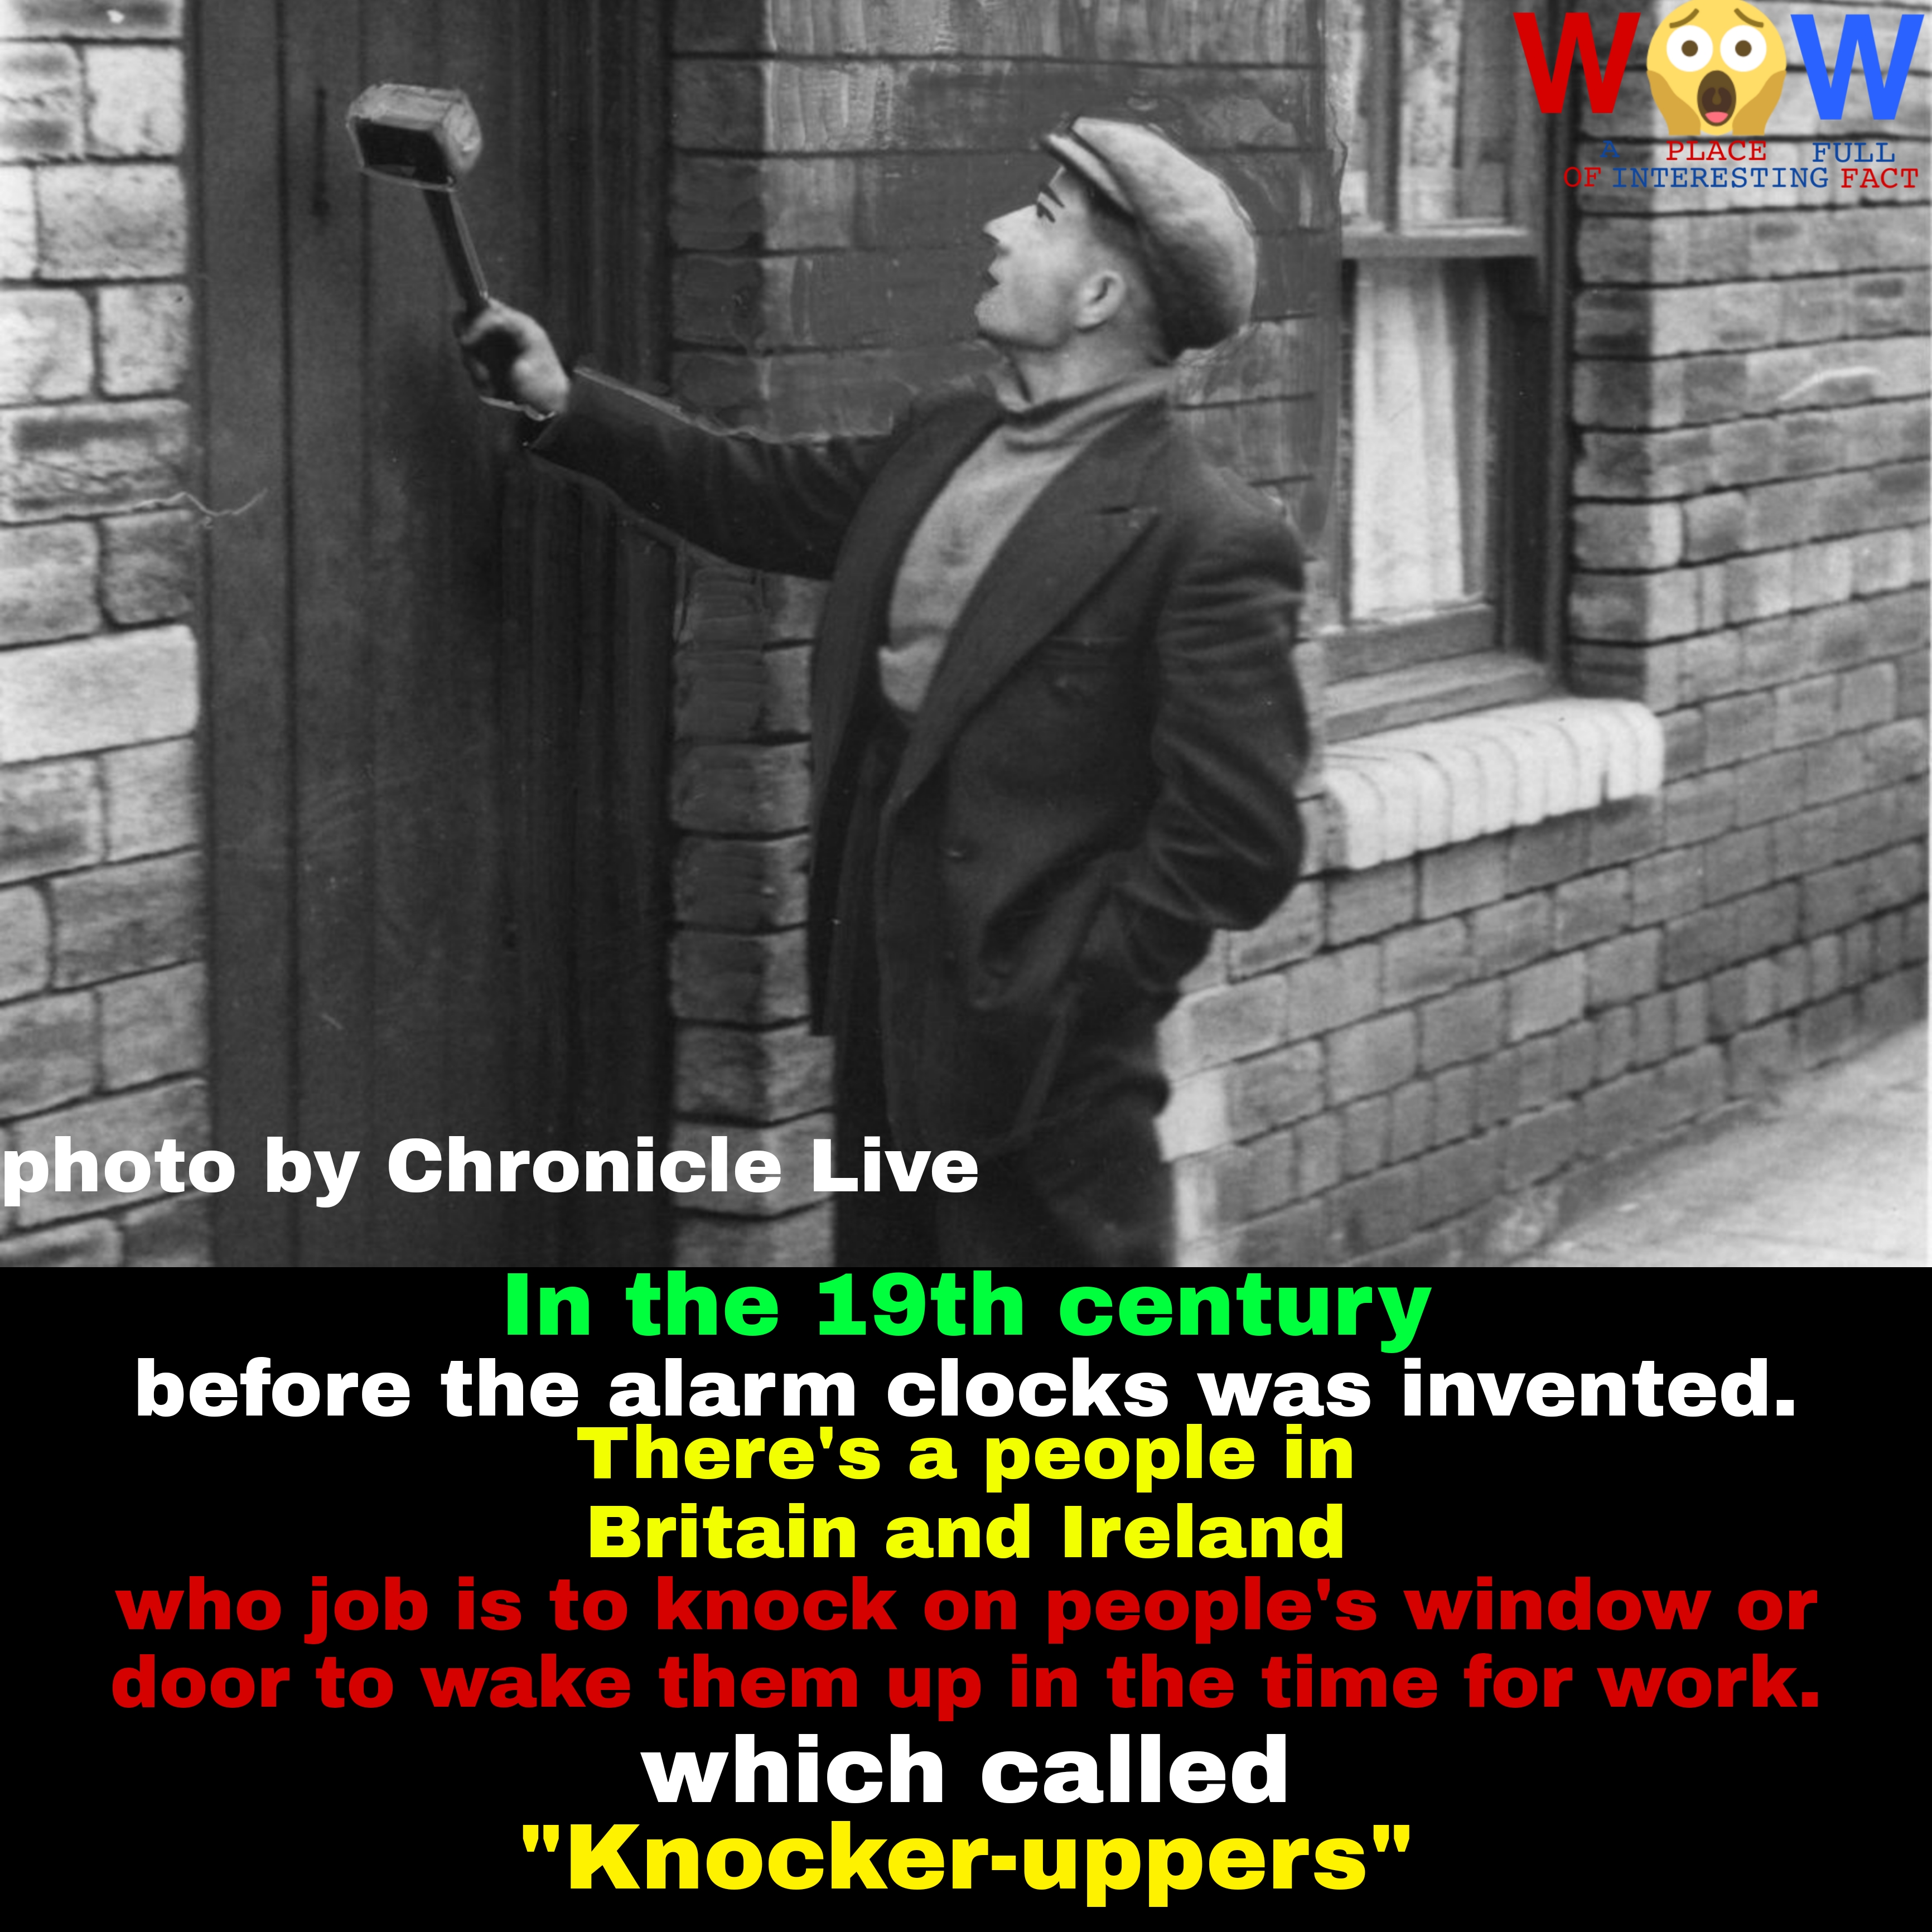 W😱W
A PLACE FULL
OF INTERESTING FACT
photo by Chronicle Live
In the 19th century
before the alarm clocks was invented.
There's a people in
Britain and Ireland
who job is to knock on people's window or
door to wake them up in the time for work.
which called
"Knocker-uppers"